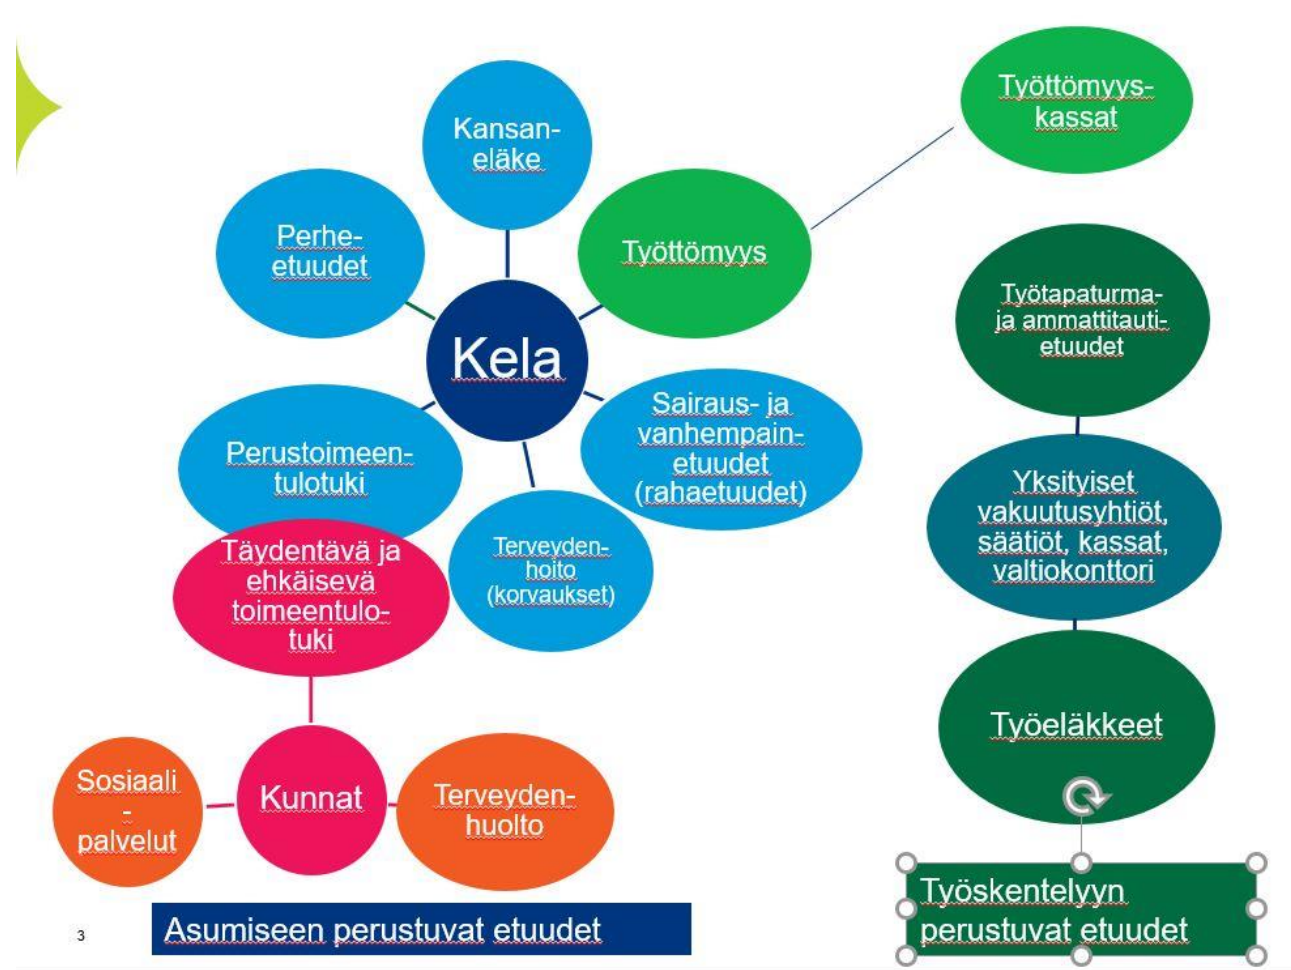 Kansan-
eläke
Perhe-
etuudet
Työttömyys
Työttömyys-
kassat
Kela
Työtapaturma-
ja ammattitauti-
etuudet
Sairaus- ja
vanhempain-
etuudet
(rahaetuudet)
Perustoimeen-
tulotuki
Yksityiset
vakuutusyhtiöt,
säätiöt, kassat,
valtiokonttori
Terveyden-
hoito
(korvaukset)
Täydentävä ja
ehkäisevä
toimeentulo-
tuki
Työeläkkeet
Sosiaali
-
palvelut
Kunnat
Terveyden-
huolto
3
Asumiseen perustuvat etuudet
Työskentelyyn
perustuvat etuudet